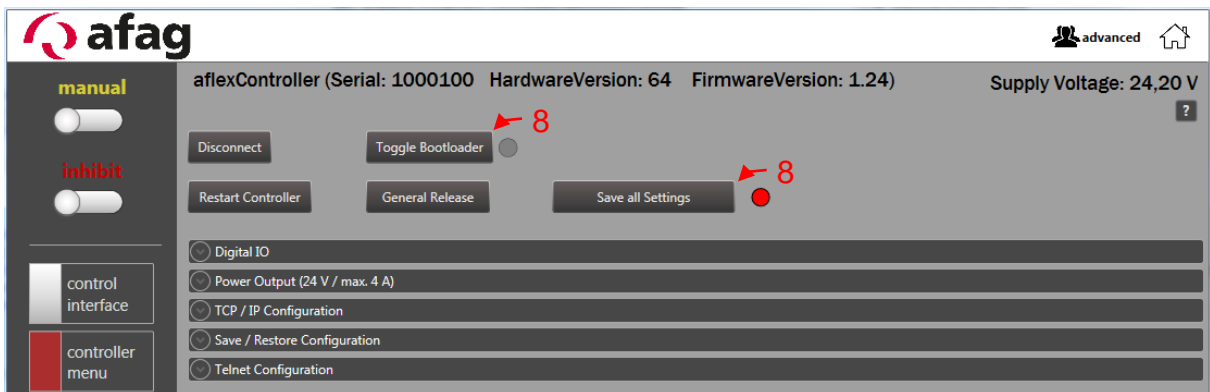 afag
advanced
manual
inhibit
control
interface
controller
menu
aflexController (Serial: 1000100 HardwareVersion: 64 FirmwareVersion: 1.24)
Supply Voltage: 24,20 V
?
8
Disconnect
Toggle Bootloader
8
Restart Controller
General Release
Save all Settings
Digital IO
Power Output (24 V / max. 4 A)
TCP / IP Configuration
Save / Restore Configuration
Telnet Configuration